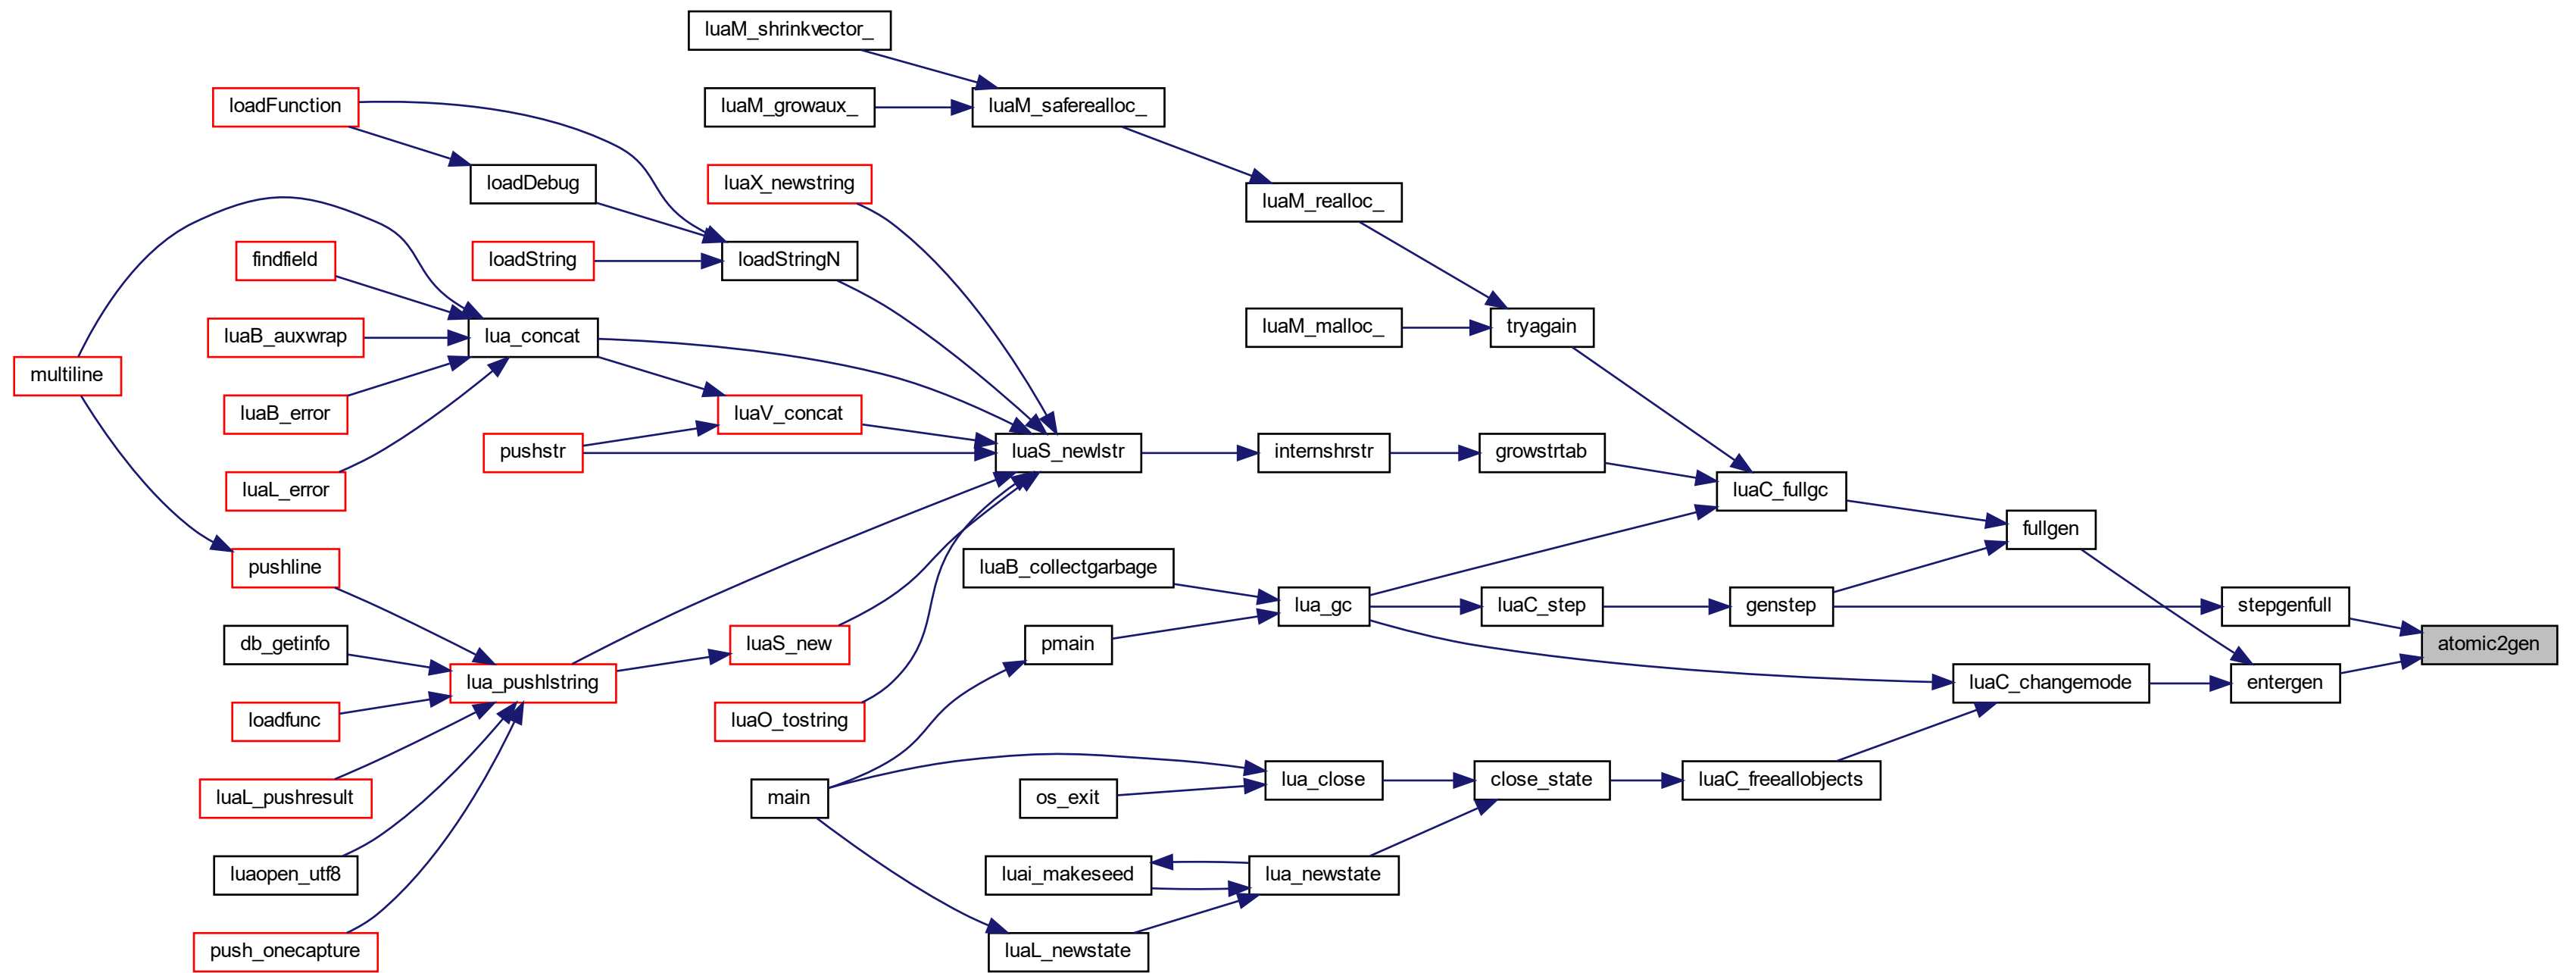 luaM_shrinkvector_
loadFunction
luaM_growaux_
luaM_saferealloc_
loadDebug
luaX_newstring
luaM_realloc_
findfield
loadString
loadStringN
luaB_auxwrap
lua_concat
luaM_malloc_
tryagain
multiline
luaB_error
luaV_concat
pushstr
luaS_newlstr
internshrstr
growstrtab
luaL_error
luaC_fullgc
fullgen
pushline
luaB_collectgarbage
lua_gc
luaC_step
genstep
stepgenfull
db_getinfo
luaS_new
pmain
atomic2gen
lua_pushlstring
luaC_changemode
entergen
loadfunc
luaO_tostring
luaL_pushresult
main
os_exit
lua_close
close_state
luaC_freeallobjects
luaopen_utf8
luai_makeseed
lua_newstate
push_onecapture
luaL_newstate